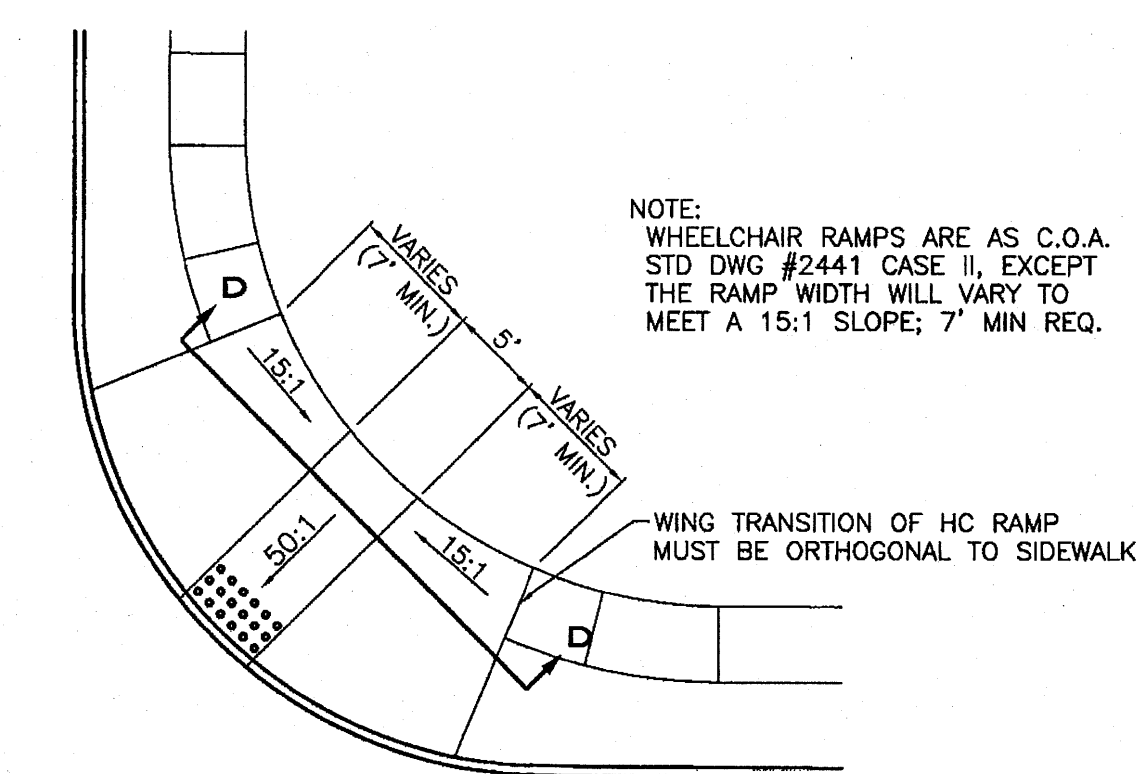 NOTE:
WHEELCHAIR RAMPS ARE AS C.O.A.
STD DWG #2441 CASE II, EXCEPT
THE RAMP WIDTH WILL VARY TO
MEET A 15:1 SLOPE; 7' MIN REQ.
VARIES
(7' MIN.)
5'
VARIES
(7' MIN.)
D
15:1
50:1
15:1
D
WING TRANSITION OF HC RAMP
MUST BE ORTHOGONAL TO SIDEWALK